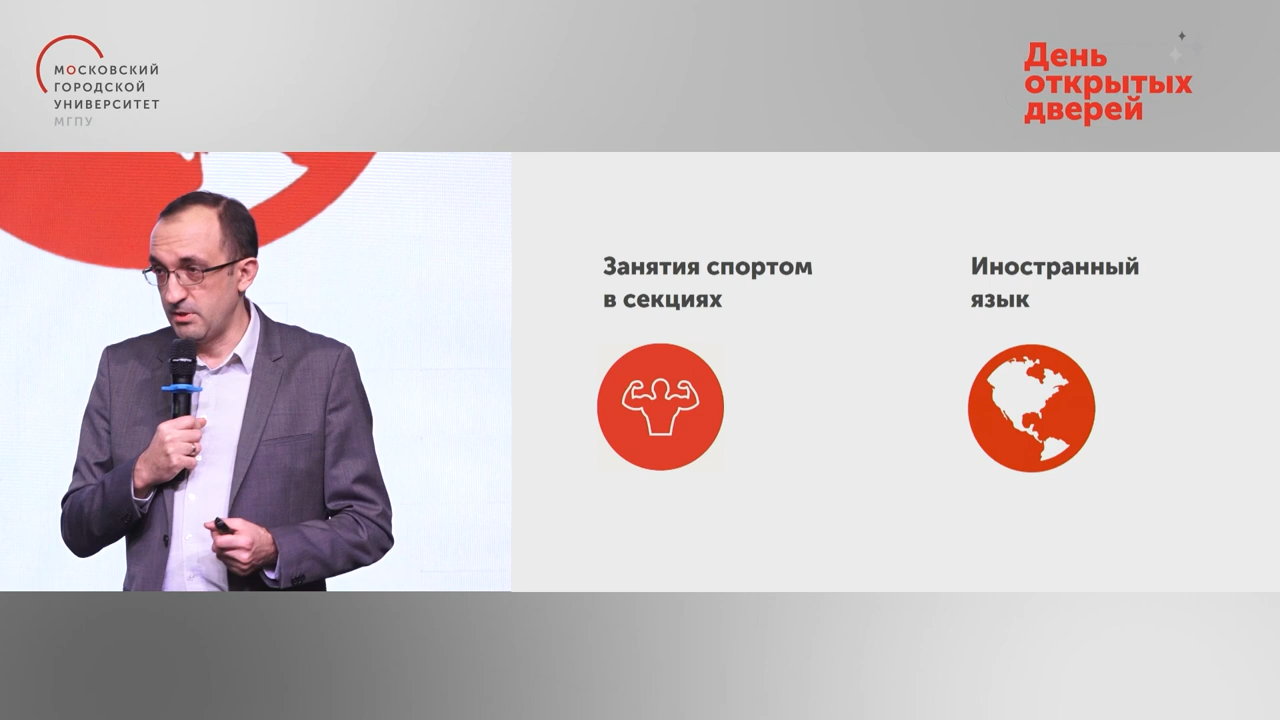 МОСКОВСКИЙ
ГОРОДСКОЙ
УНИВЕРСИТЕТ
МГПУ
День
открытых
дверей
Занятия спортом
в секциях
Иностранный
язык